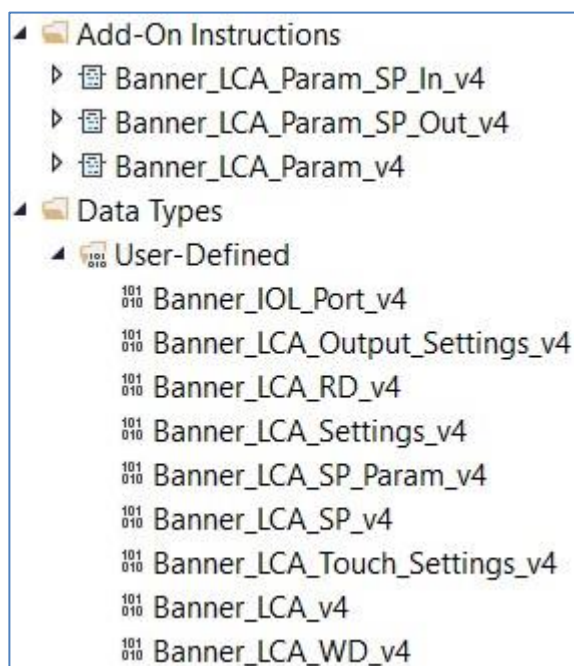 Add-On Instructions
Banner_LCA_Param_SP_In_v4
Banner_LCA_Param_SP_Out_v4
Banner_LCA_Param_v4
Data Types
User-Defined
Banner_IOL_Port_v4
Banner_LCA_Output_Settings_v4
Banner_LCA_RD_v4
Banner_LCA_Settings_v4
Banner_LCA_SP_Param_v4
Banner_LCA_SP_v4
Banner_LCA_Touch_Settings_v4
Banner_LCA_v4
Banner_LCA_WD_v4